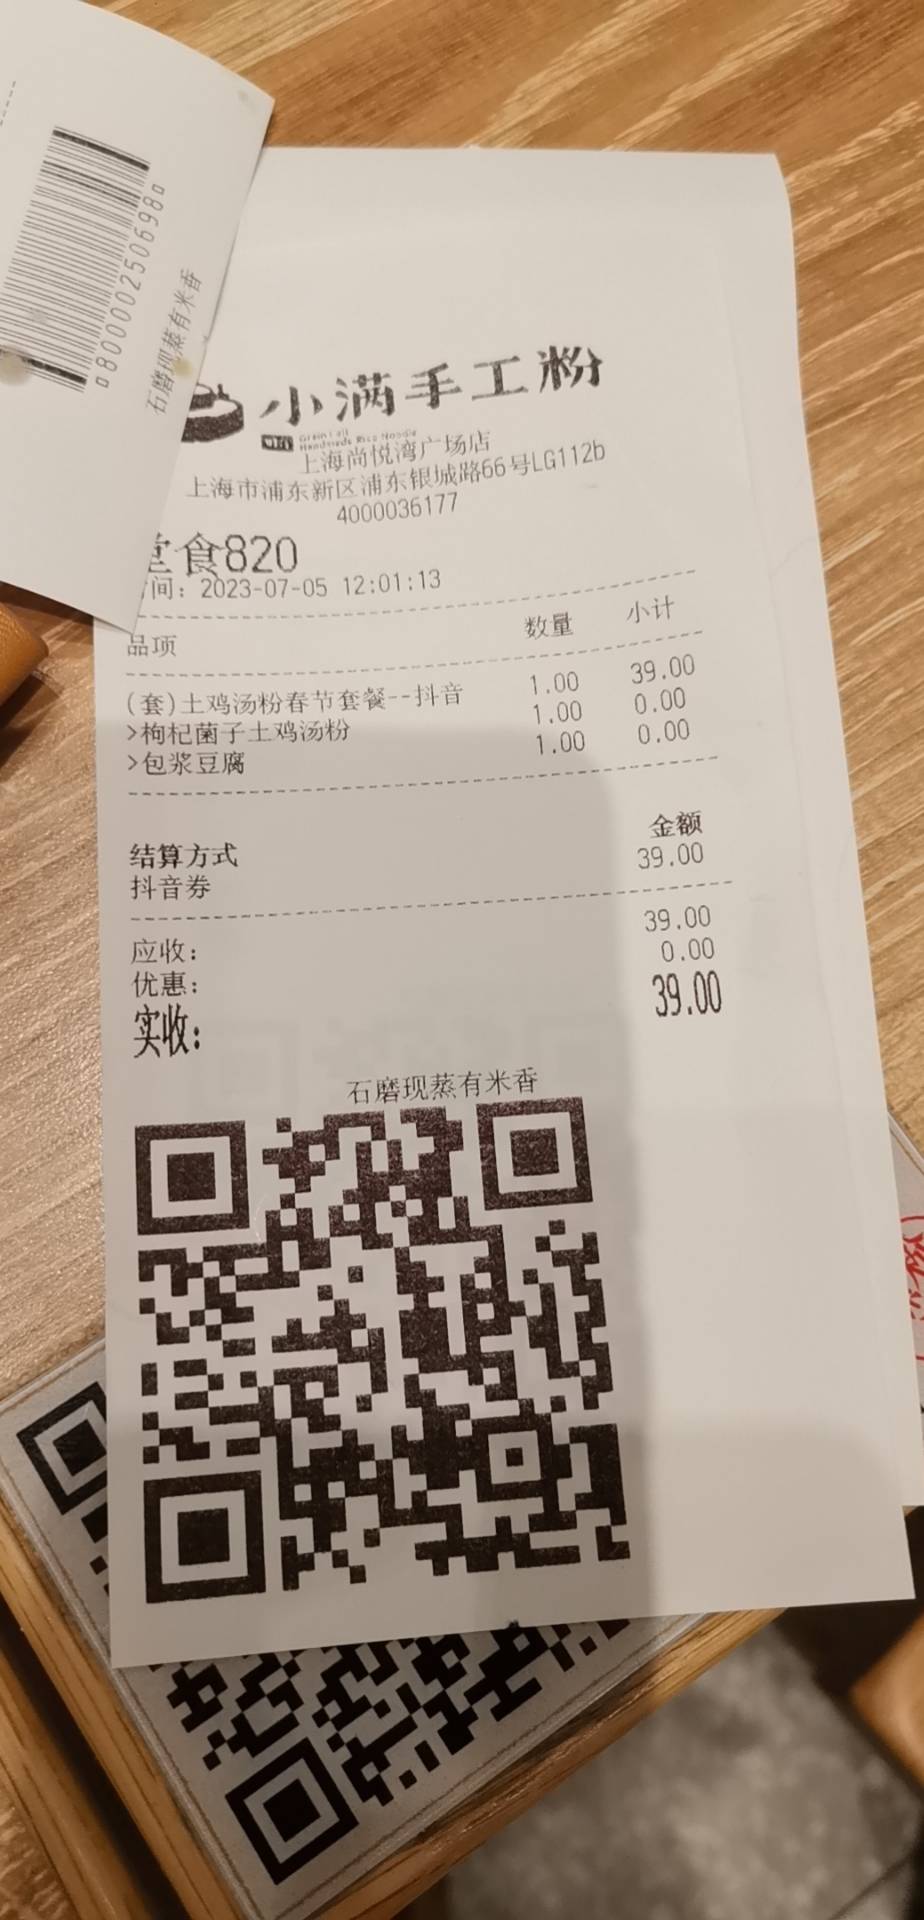 ¤80000250698¤
石磨现蒸有米香
小满手工粉
Grain Full
Handmade Rice Noodle
上海尚悦湾广场店
上海市浦东新区浦东银城路66号LG112b
4000036177
堂食820
间：2023-07-05 12:01:13
品项 数量 小计
(套)土鸡汤粉春节套餐--抖音 1.00 39.00
>枸杞菌子土鸡汤粉 1.00 0.00
>包浆豆腐 1.00 0.00
结算方式 金额
抖音券 39.00
应收： 39.00
优惠： 0.00
实收： 39.00
石磨现蒸有米香